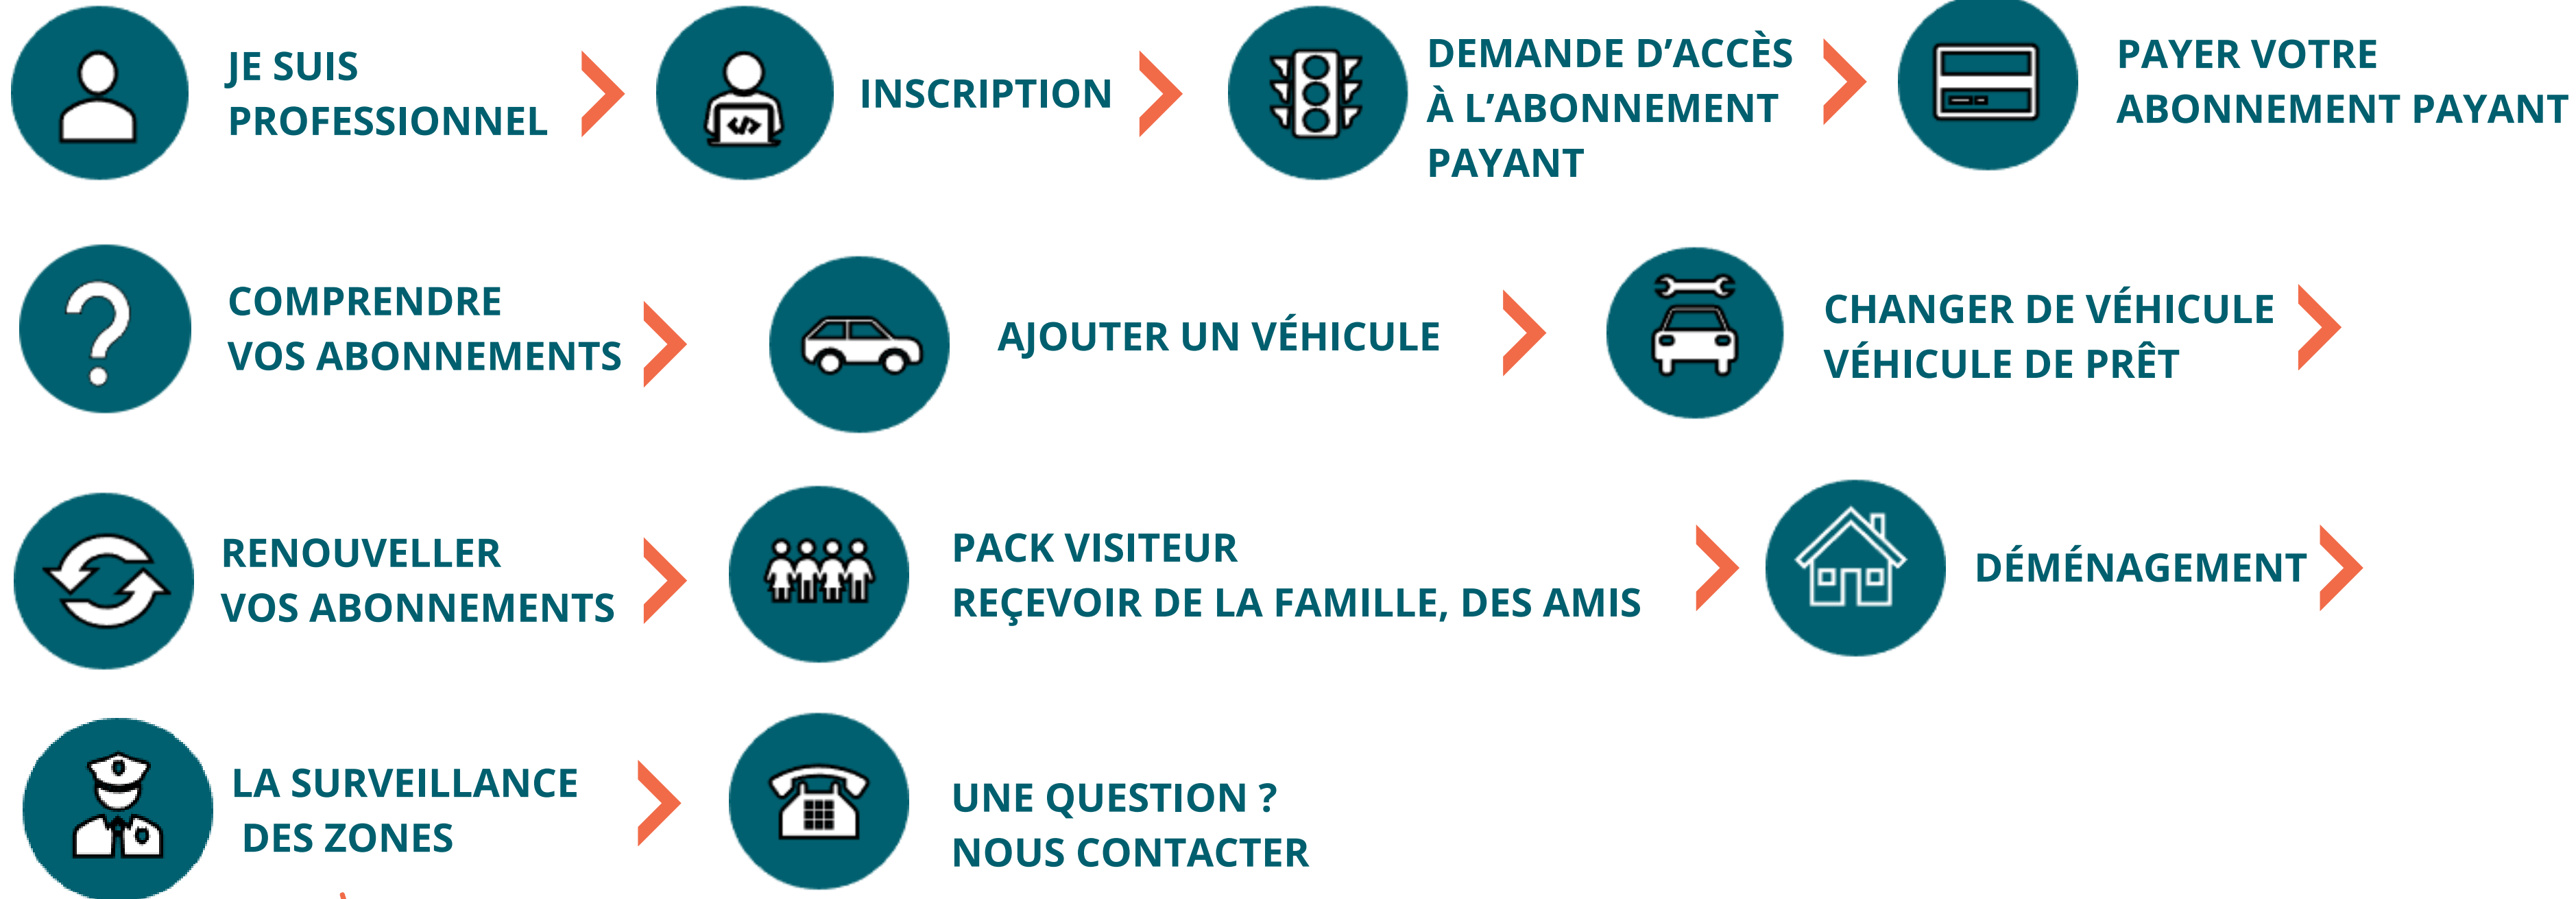 JE SUIS
PROFESSIONNEL
INSCRIPTION
DEMANDE D’ACCÈS
À L’ABONNEMENT
PAYANT
PAYER VOTRE
ABONNEMENT PAYANT
COMPRENDRE
VOS ABONNEMENTS
AJOUTER UN VÉHICULE
CHANGER DE VÉHICULE
VÉHICULE DE PRÊT
RENOUVELLER
VOS ABONNEMENTS
PACK VISITEUR
REÇEVOIR DE LA FAMILLE, DES AMIS
DÉMÉNAGEMENT
LA SURVEILLANCE
DES ZONES
UNE QUESTION ?
NOUS CONTACTER